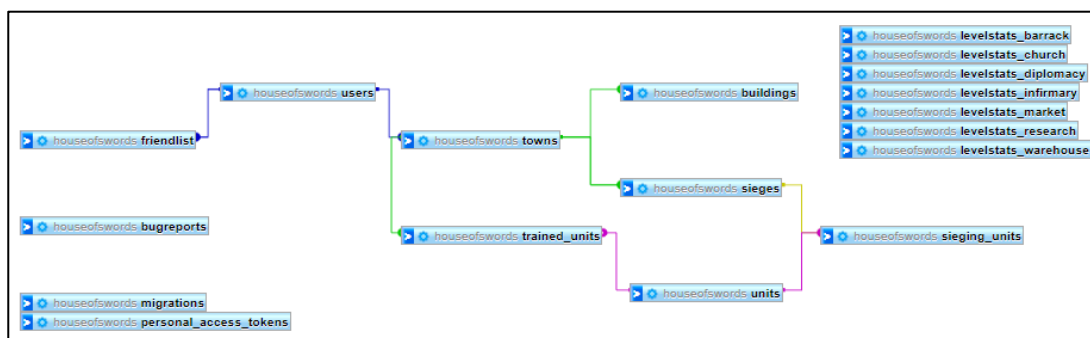 houseofswords levelstats_barrack
houseofswords levelstats_church
houseofswords levelstats_diplomacy
houseofswords levelstats_infirmary
houseofswords levelstats_market
houseofswords levelstats_research
houseofswords levelstats_warehouse
houseofswords users
houseofswords buildings
houseofswords friendlist
houseofswords towns
houseofswords sieges
houseofswords bugreports
houseofswords trained_units
houseofswords sieging_units
houseofswords units
houseofswords migrations
houseofswords personal_access_tokens